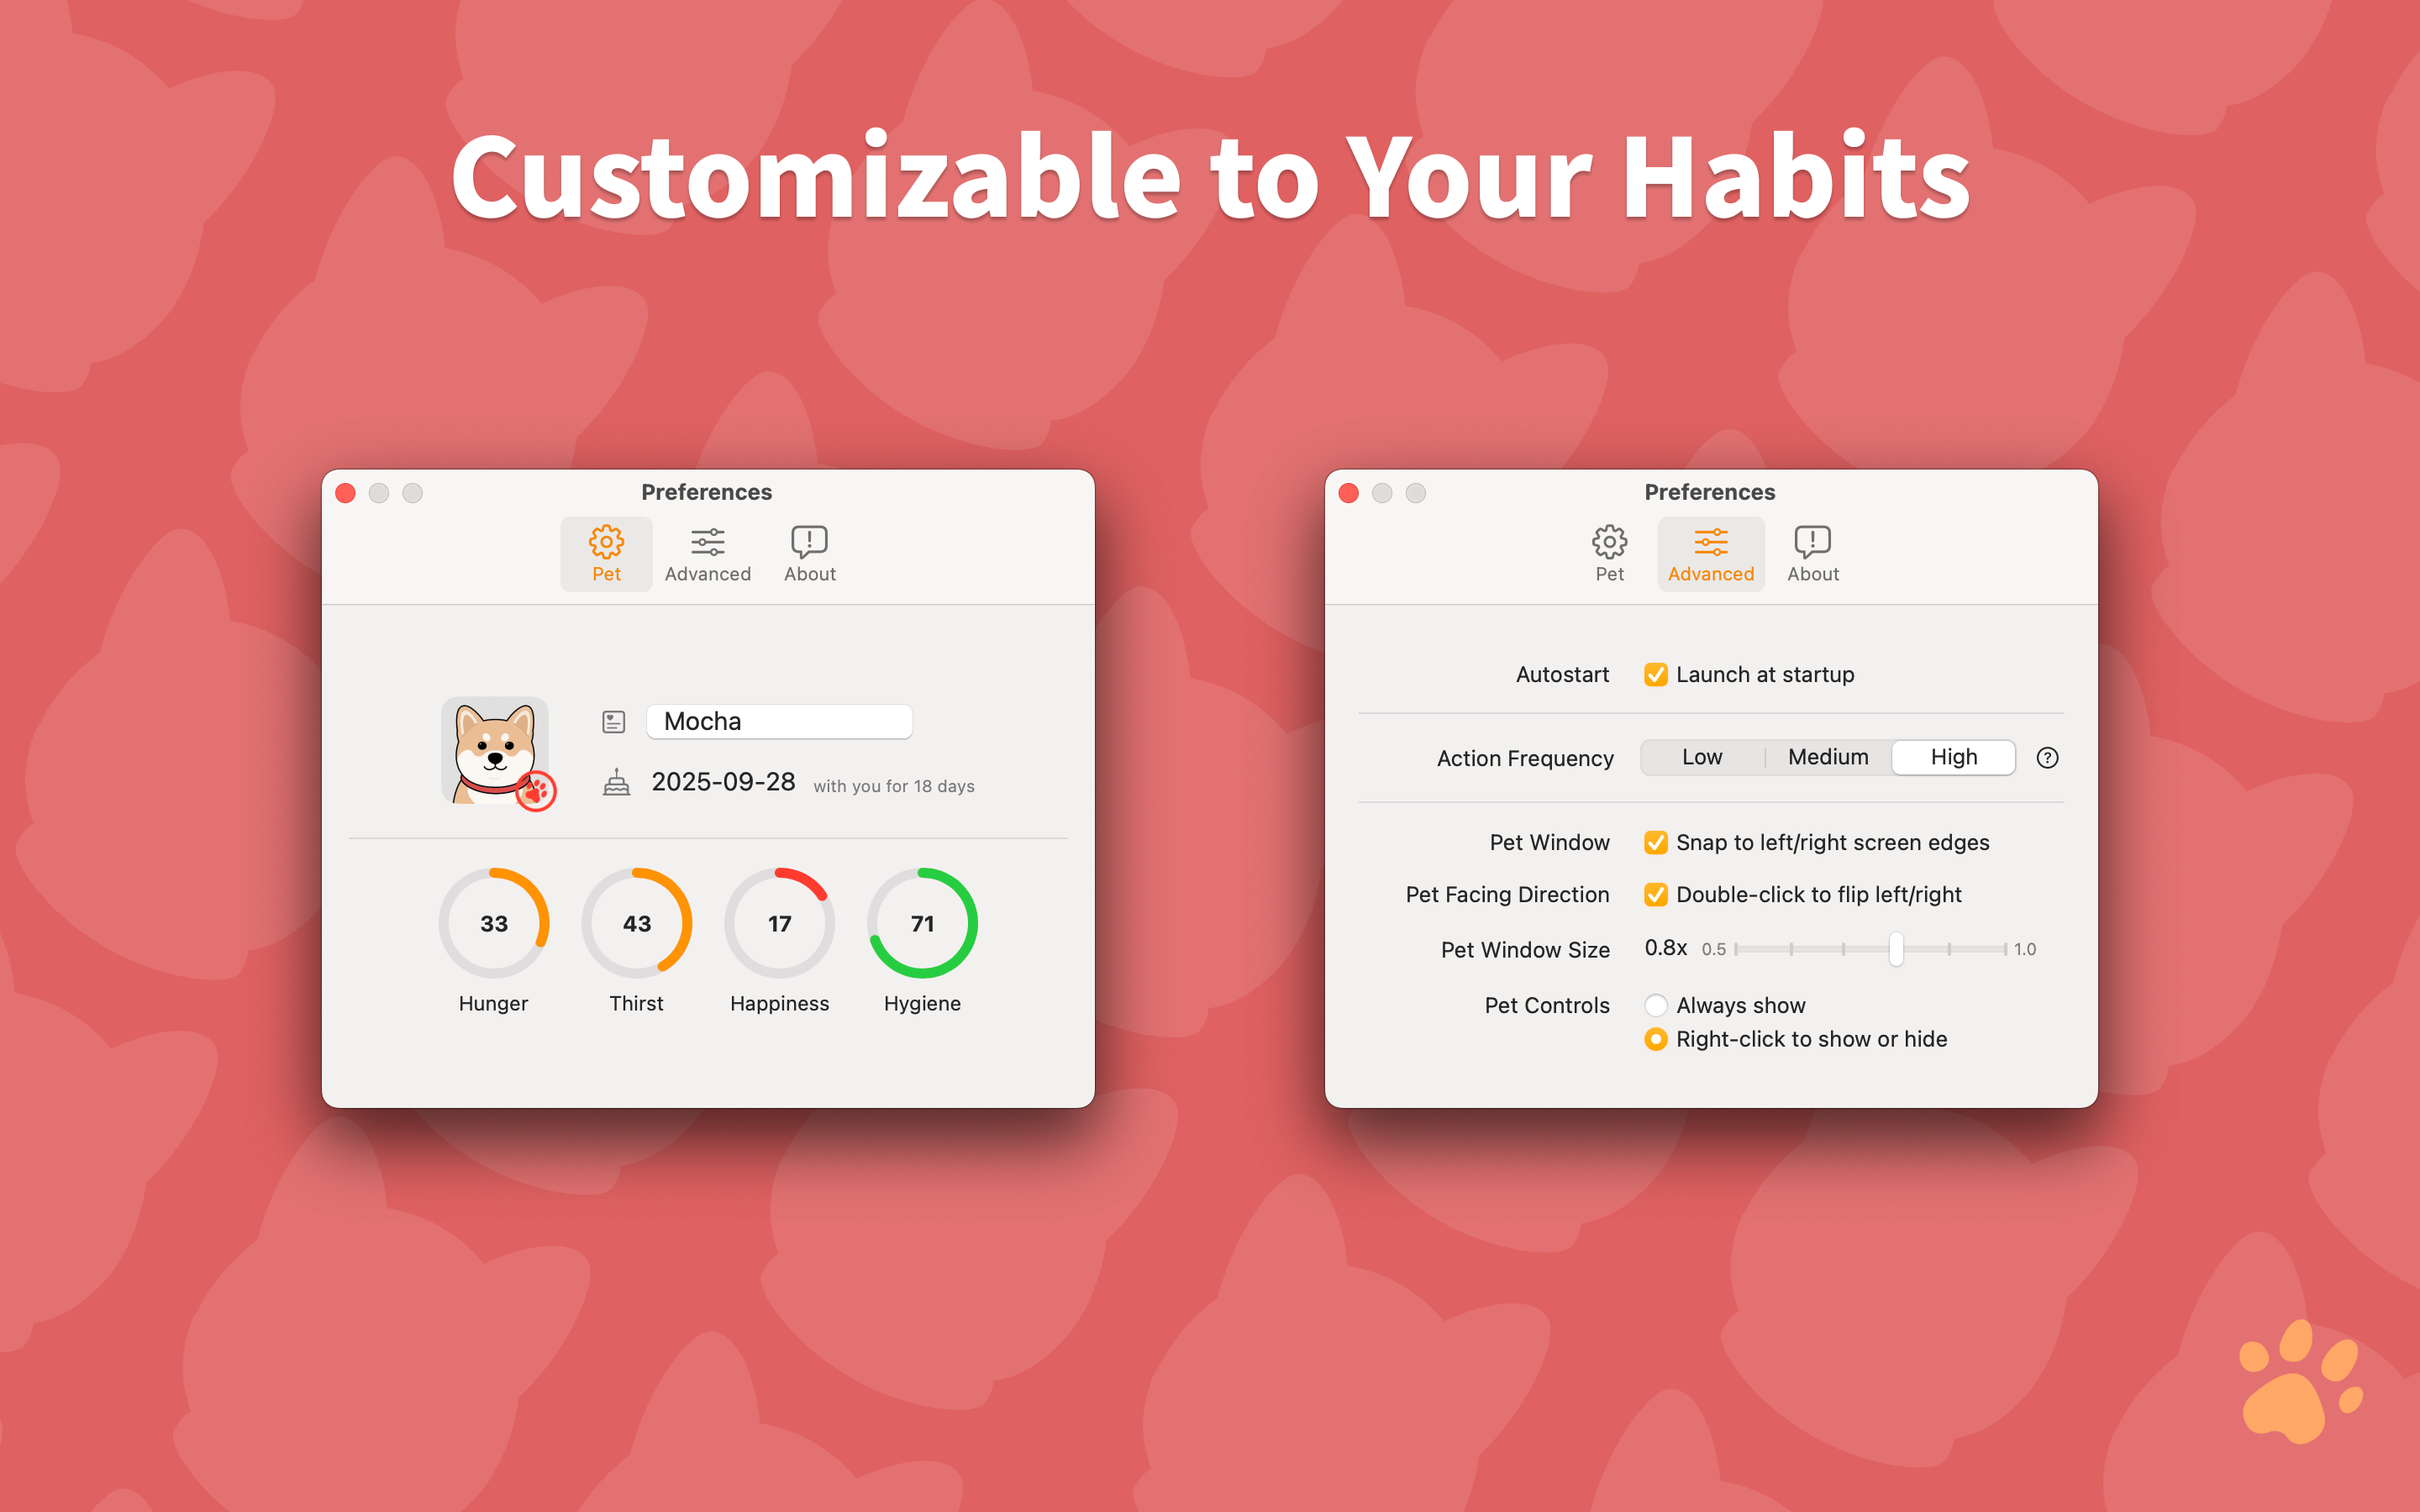 Customizable to Your Habits
Preferences
Pet Advanced About
Mocha
2025-09-28 with you for 18 days
33 43 17 71
Hunger Thirst Happiness Hygiene
Preferences
Pet Advanced About
Autostart Launch at startup
Action Frequency Low Medium High ?
Pet Window Snap to left/right screen edges
Pet Facing Direction Double-click to flip left/right
Pet Window Size 0.8x 0.5 1.0
Pet Controls Always show
Right-click to show or hide